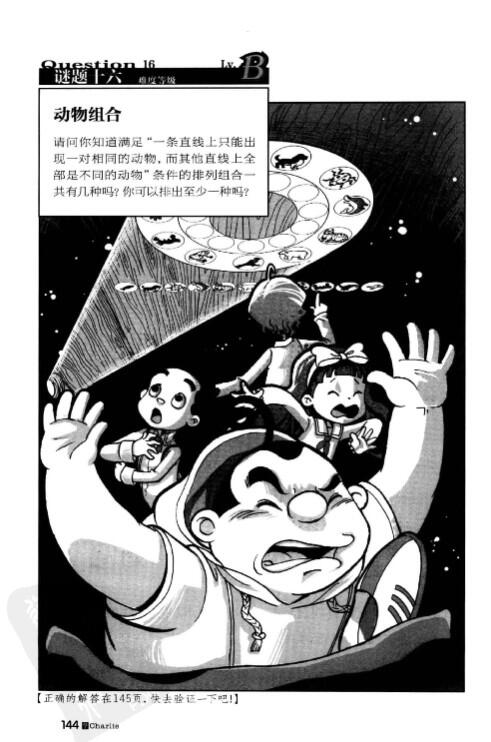 Question 16 Lv. B
谜题十六 难度等级
动物组合
请问你知道满足“一条直线上只能出
现一对相同的动物，而其他直线上全
部是不同的动物”条件的排列组合一
共有几种吗？你可以排出至少一种吗？
【正确的解答在145页，快去验证一下吧！】
144 Charlie